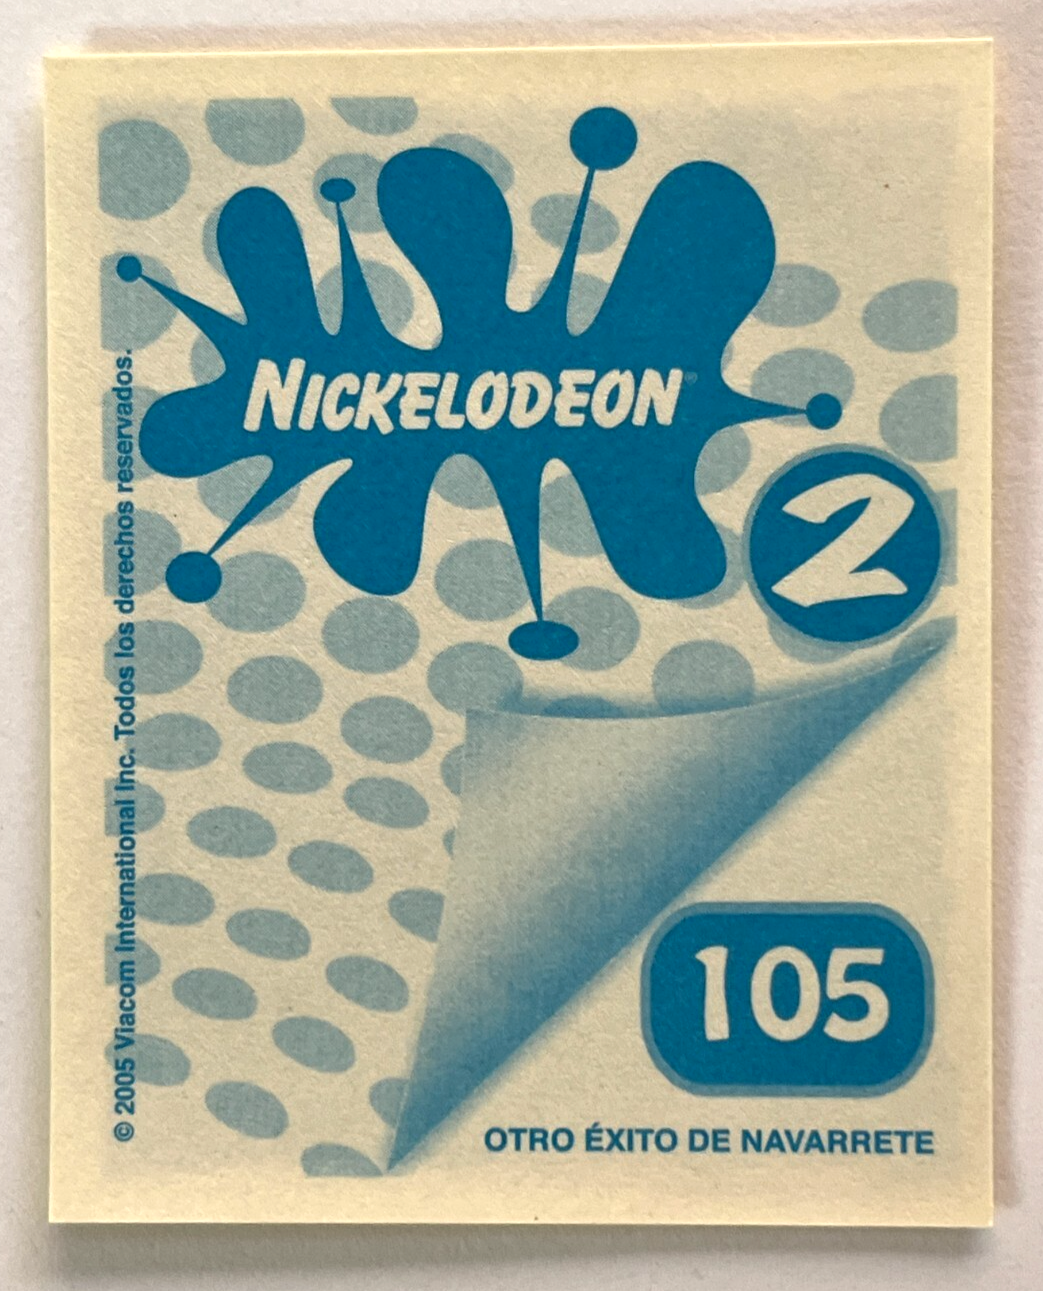 NICKELODEON
2
© 2005 Viacom International Inc. Todos los derechos reservados.
105
OTRO ÉXITO DE NAVARRETE